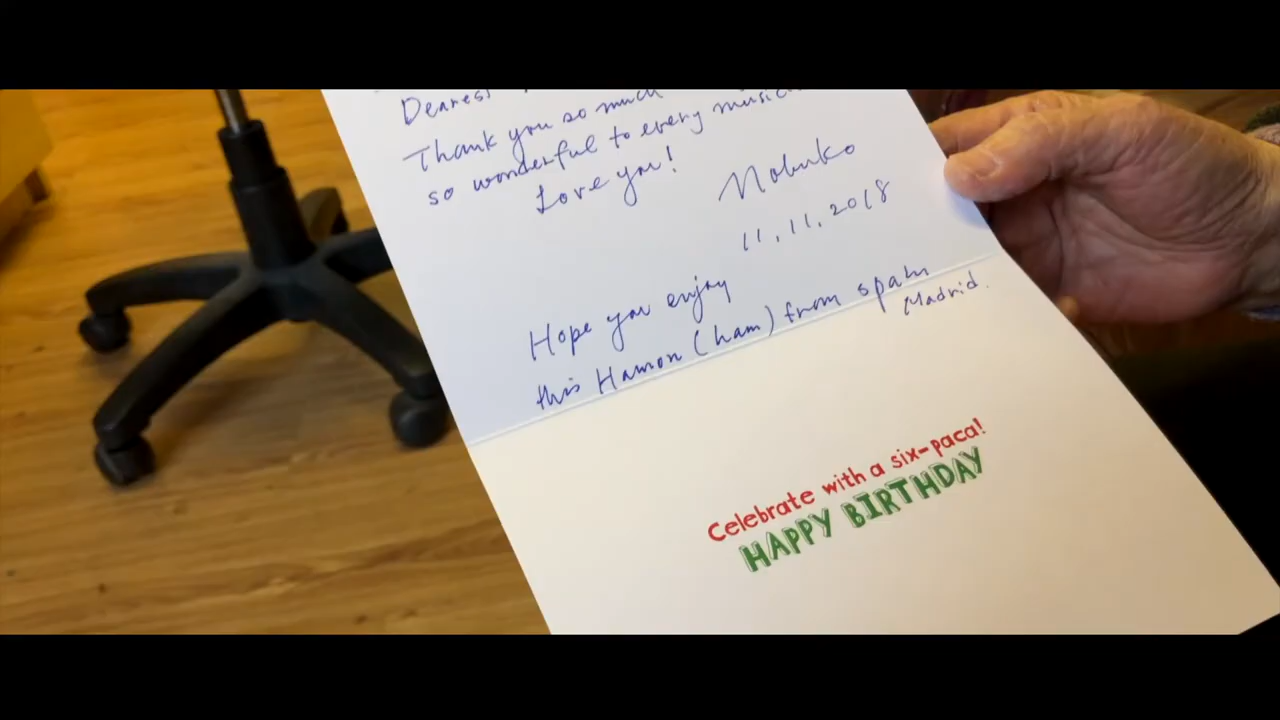 Dearest
Thank you so much
so wonderful to every music
Love you!
Nobuko
11.11.2018
Hope you enjoy
this Hamon (ham) from spain
Madrid.
Celebrate with a six-paca!
HAPPY BIRTHDAY